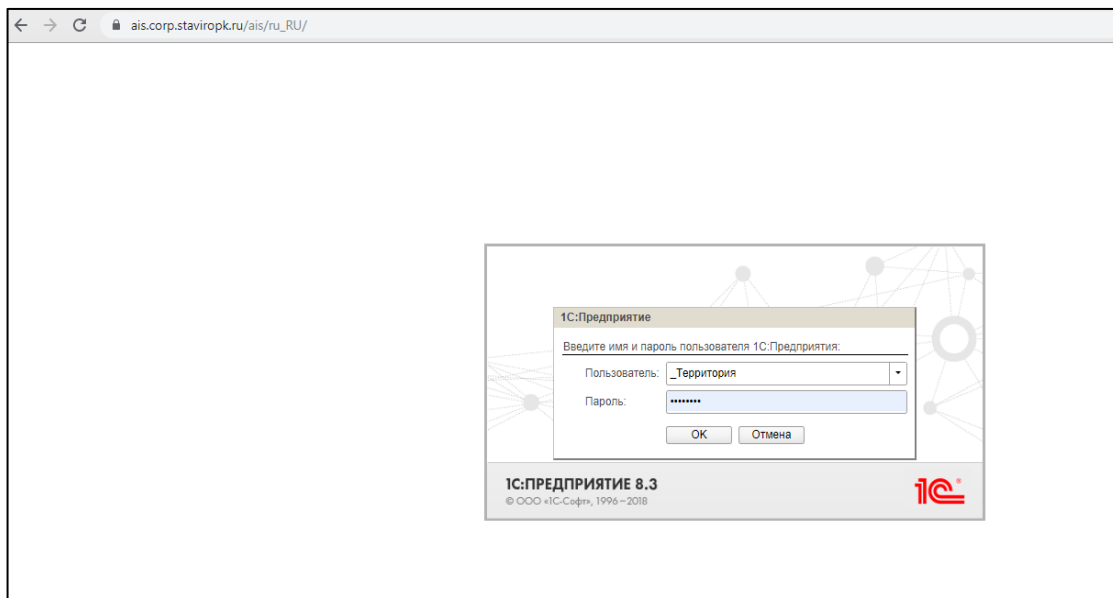 ais.corp.staviropk.ru/ais/ru_RU/
1С:Предприятие
Введите имя и пароль пользователя 1С:Предприятия:
Пользователь: _Территория
Пароль: ••••••••
OK Отмена
1С:ПРЕДПРИЯТИЕ 8.3
© ООО «1С-Софт», 1996–2018
1С®